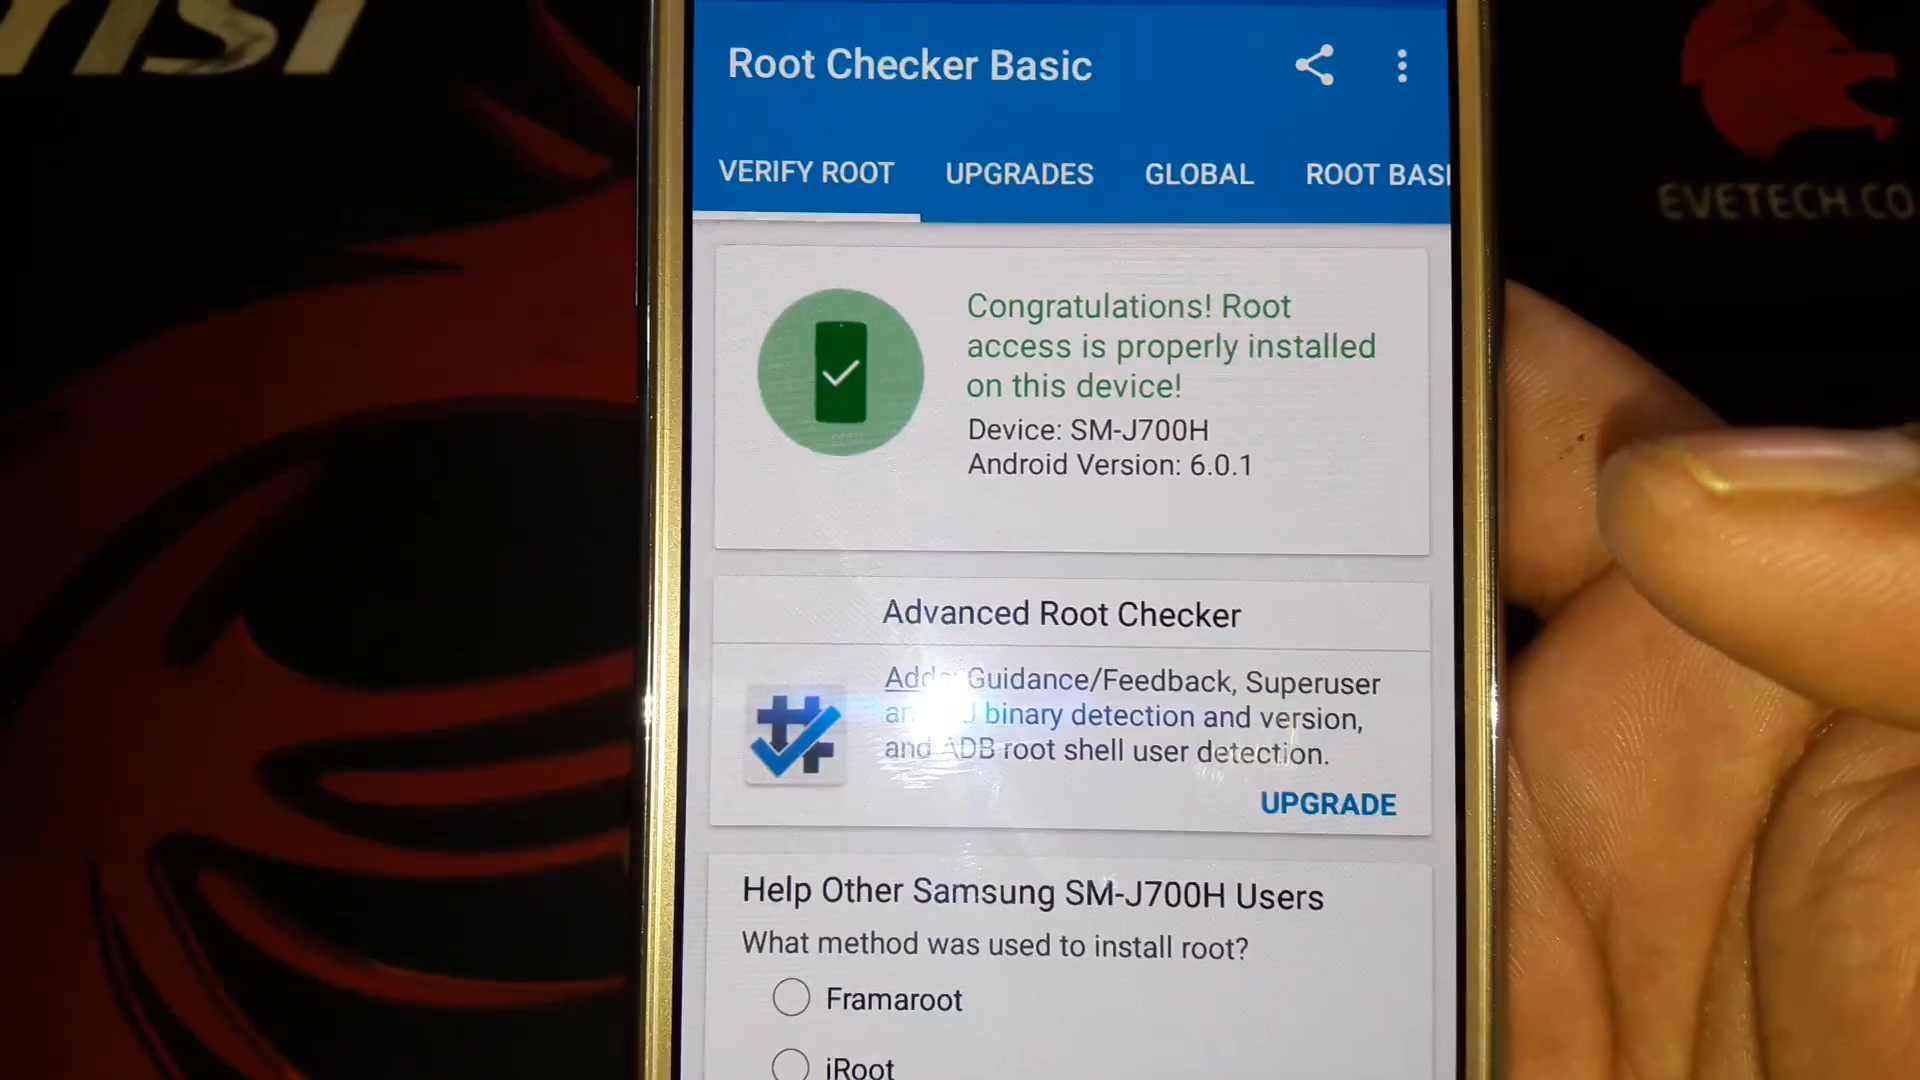 Root Checker Basic
VERIFY ROOT UPGRADES GLOBAL ROOT BASI
Congratulations! Root
access is properly installed
on this device!
Device: SM-J700H
Android Version: 6.0.1
Advanced Root Checker
Guidance/Feedback, Superuser
binary detection and version,
and ADB root shell user detection.
UPGRADE
Help Other Samsung SM-J700H Users
What method was used to install root?
Framaroot
iRoot
EVETECH.CO